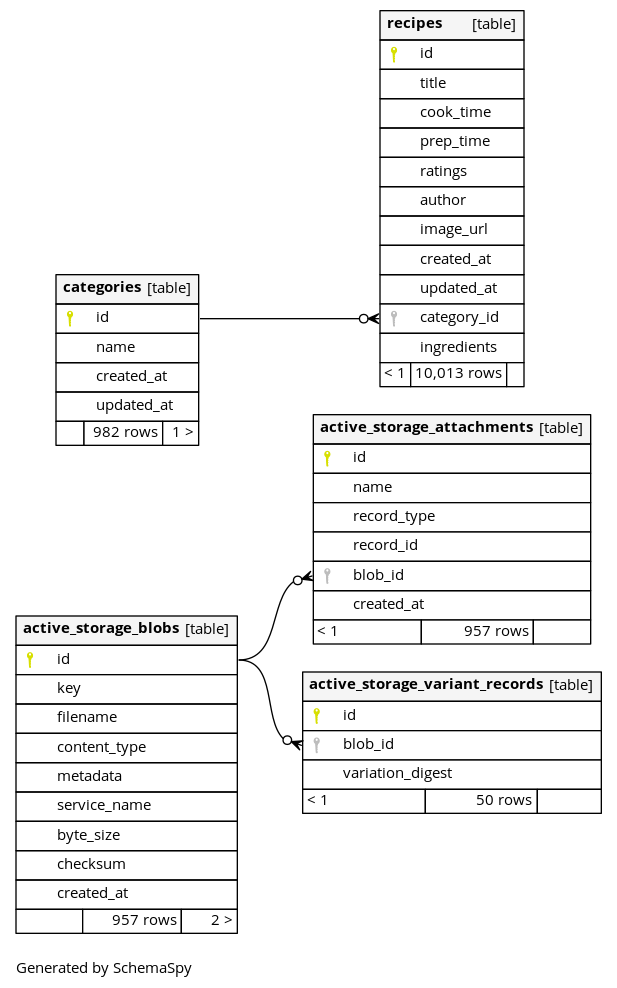 recipes [table]
id
title
cook_time
prep_time
ratings
author
image_url
created_at
updated_at
category_id
ingredients
< 1 10,013 rows
categories [table]
id
name
created_at
updated_at
982 rows 1 >
active_storage_attachments [table]
id
name
record_type
record_id
blob_id
created_at
< 1 957 rows
active_storage_blobs [table]
id
key
filename
content_type
metadata
service_name
byte_size
checksum
created_at
957 rows 2 >
active_storage_variant_records [table]
id
blob_id
variation_digest
< 1 50 rows
Generated by SchemaSpy